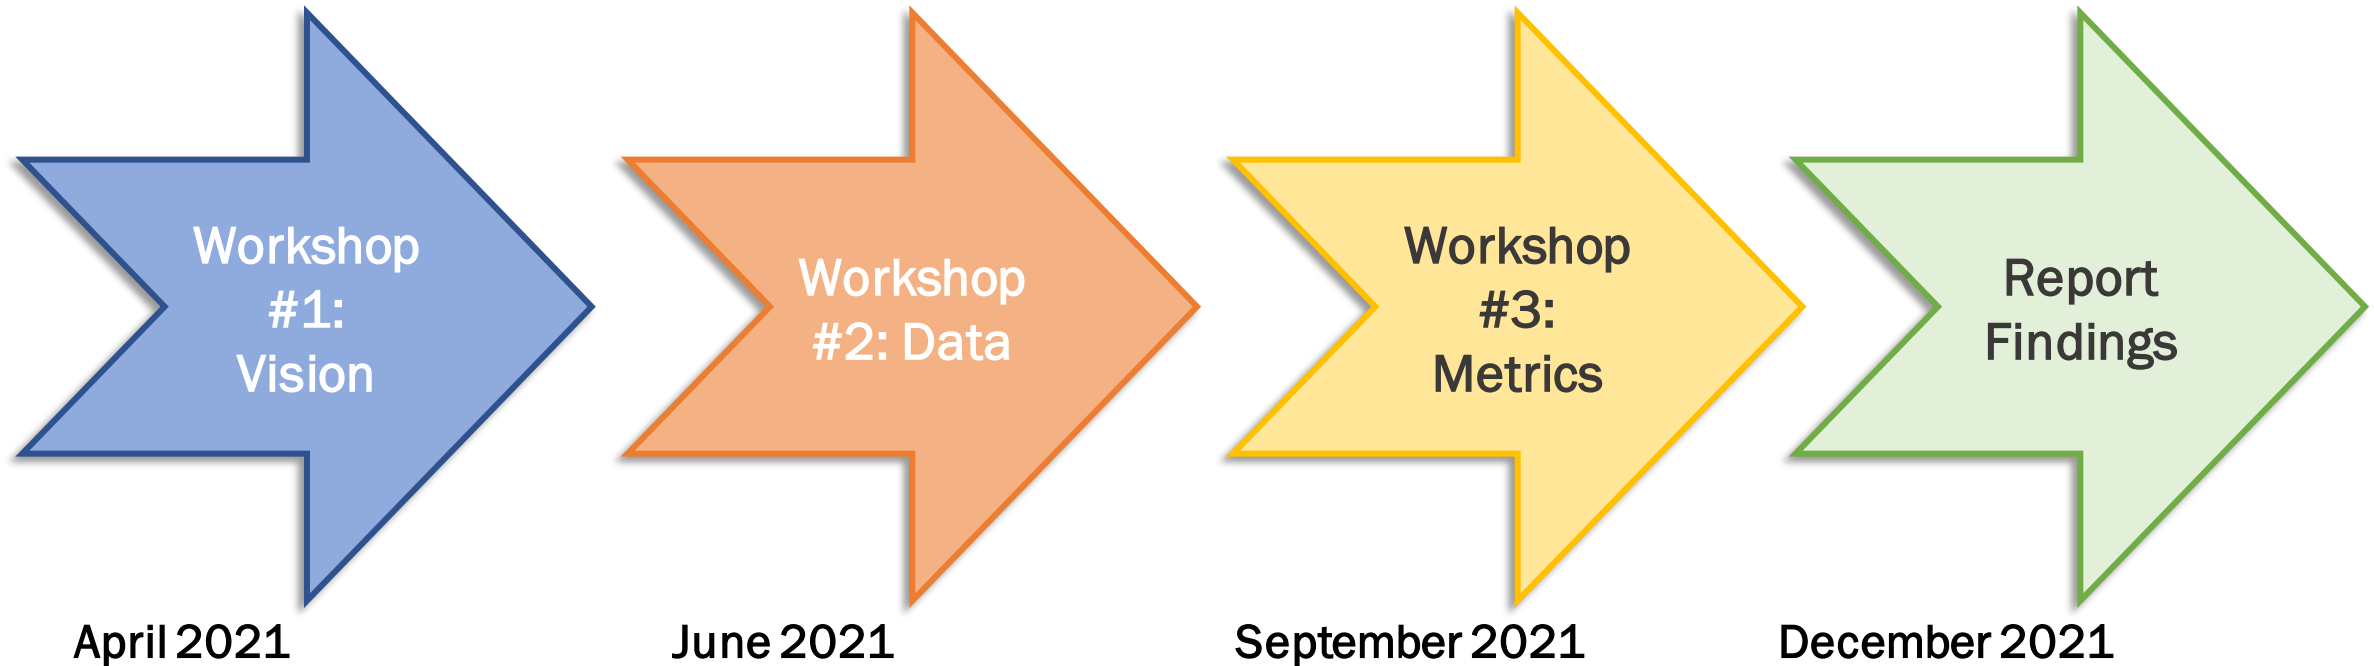 Workshop
#1:
Vision
Workshop
#2: Data
Workshop
#3:
Metrics
Report
Findings
April 2021
June 2021
September 2021
December 2021